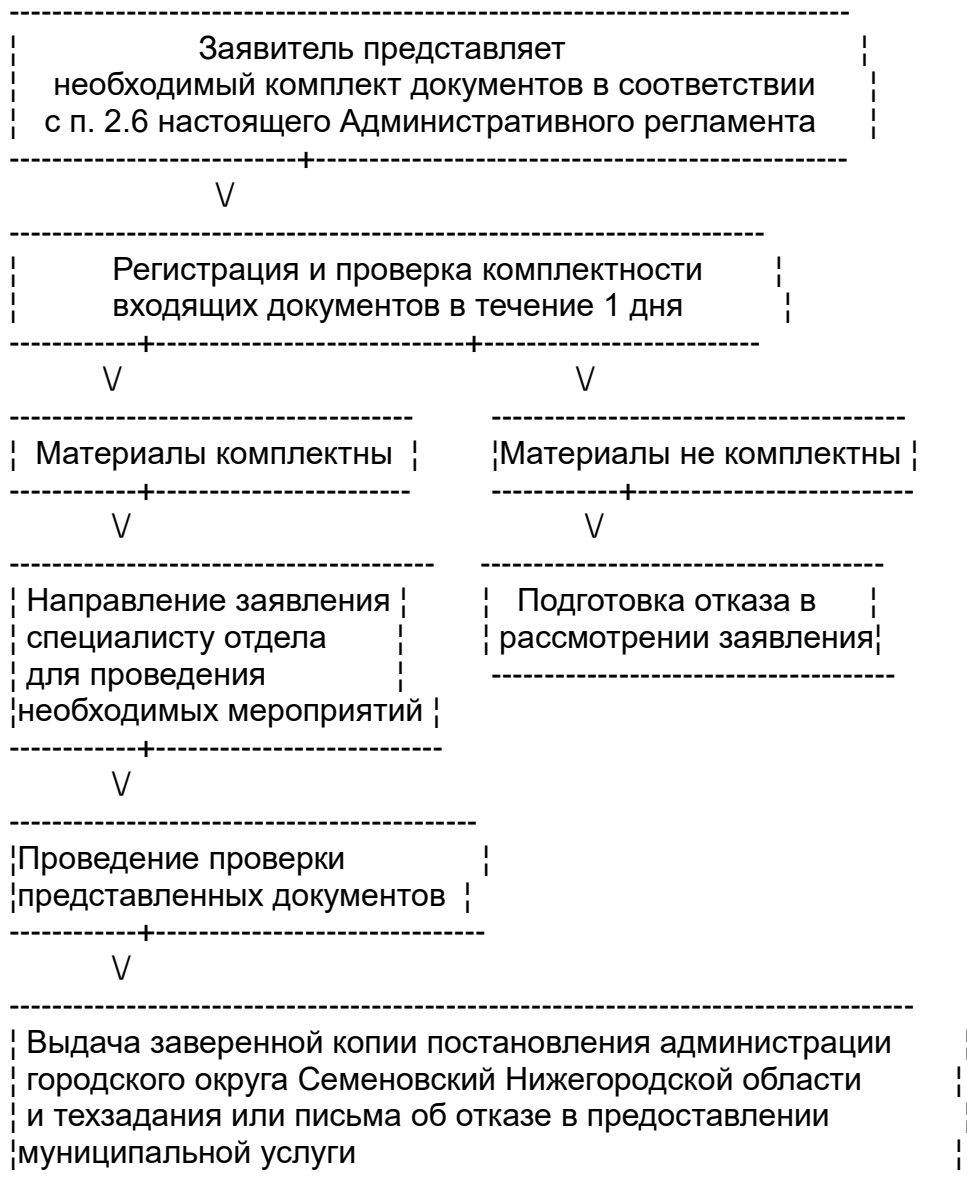 Заявитель представляет
необходимый комплект документов в соответствии
с п. 2.6 настоящего Административного регламента
Регистрация и проверка комплектности
входящих документов в течение 1 дня
Материалы комплектны
Материалы не комплектны
Направление заявления
специалисту отдела
для проведения
необходимых мероприятий
Подготовка отказа в
рассмотрении заявления
Проведение проверки
представленных документов
Выдача заверенной копии постановления администрации
городского округа Семеновский Нижегородской области
и техзадания или письма об отказе в предоставлении
муниципальной услуги